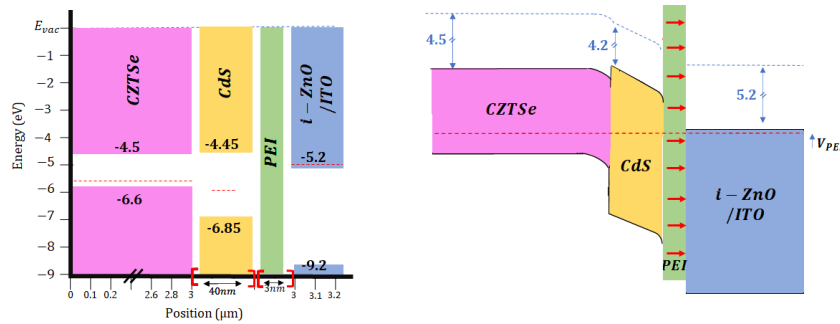 E_vac
−1
−2
−3
−4
−5
−6
−7
−8
−9
Energy (eV)
CZTSe
CdS
PEI
i − ZnO
/ITO
-4.5
-4.45
-5.2
-6.6
-6.85
-9.2
40nm
3nm
0
0.1
0.2
2.6
2.8
3
3
3.1
3.2
Position (μm)
4.5
4.2
5.2
CZTSe
CdS
PEI
i − ZnO
/ITO
V_PE